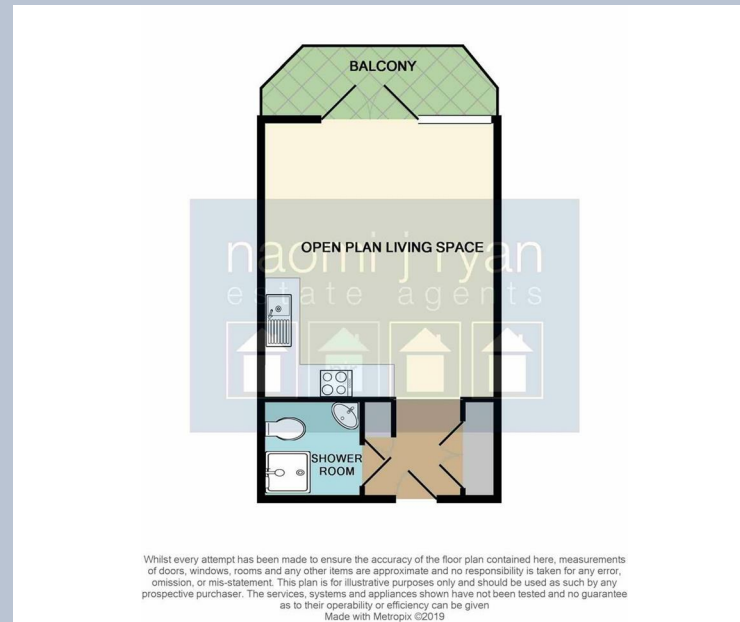 BALCONY
OPEN PLAN LIVING SPACE
naomi j ryan
estate agents
SHOWER
ROOM
Whilst every attempt has been made to ensure the accuracy of the floor plan contained here, measurements
of doors, windows, rooms and any other items are approximate and no responsibility is taken for any error,
omission, or mis-statement. This plan is for illustrative purposes only and should be used as such by any
prospective purchaser. The services, systems and appliances shown have not been tested and no guarantee
as to their operability or efficiency can be given
Made with Metropix ©2019